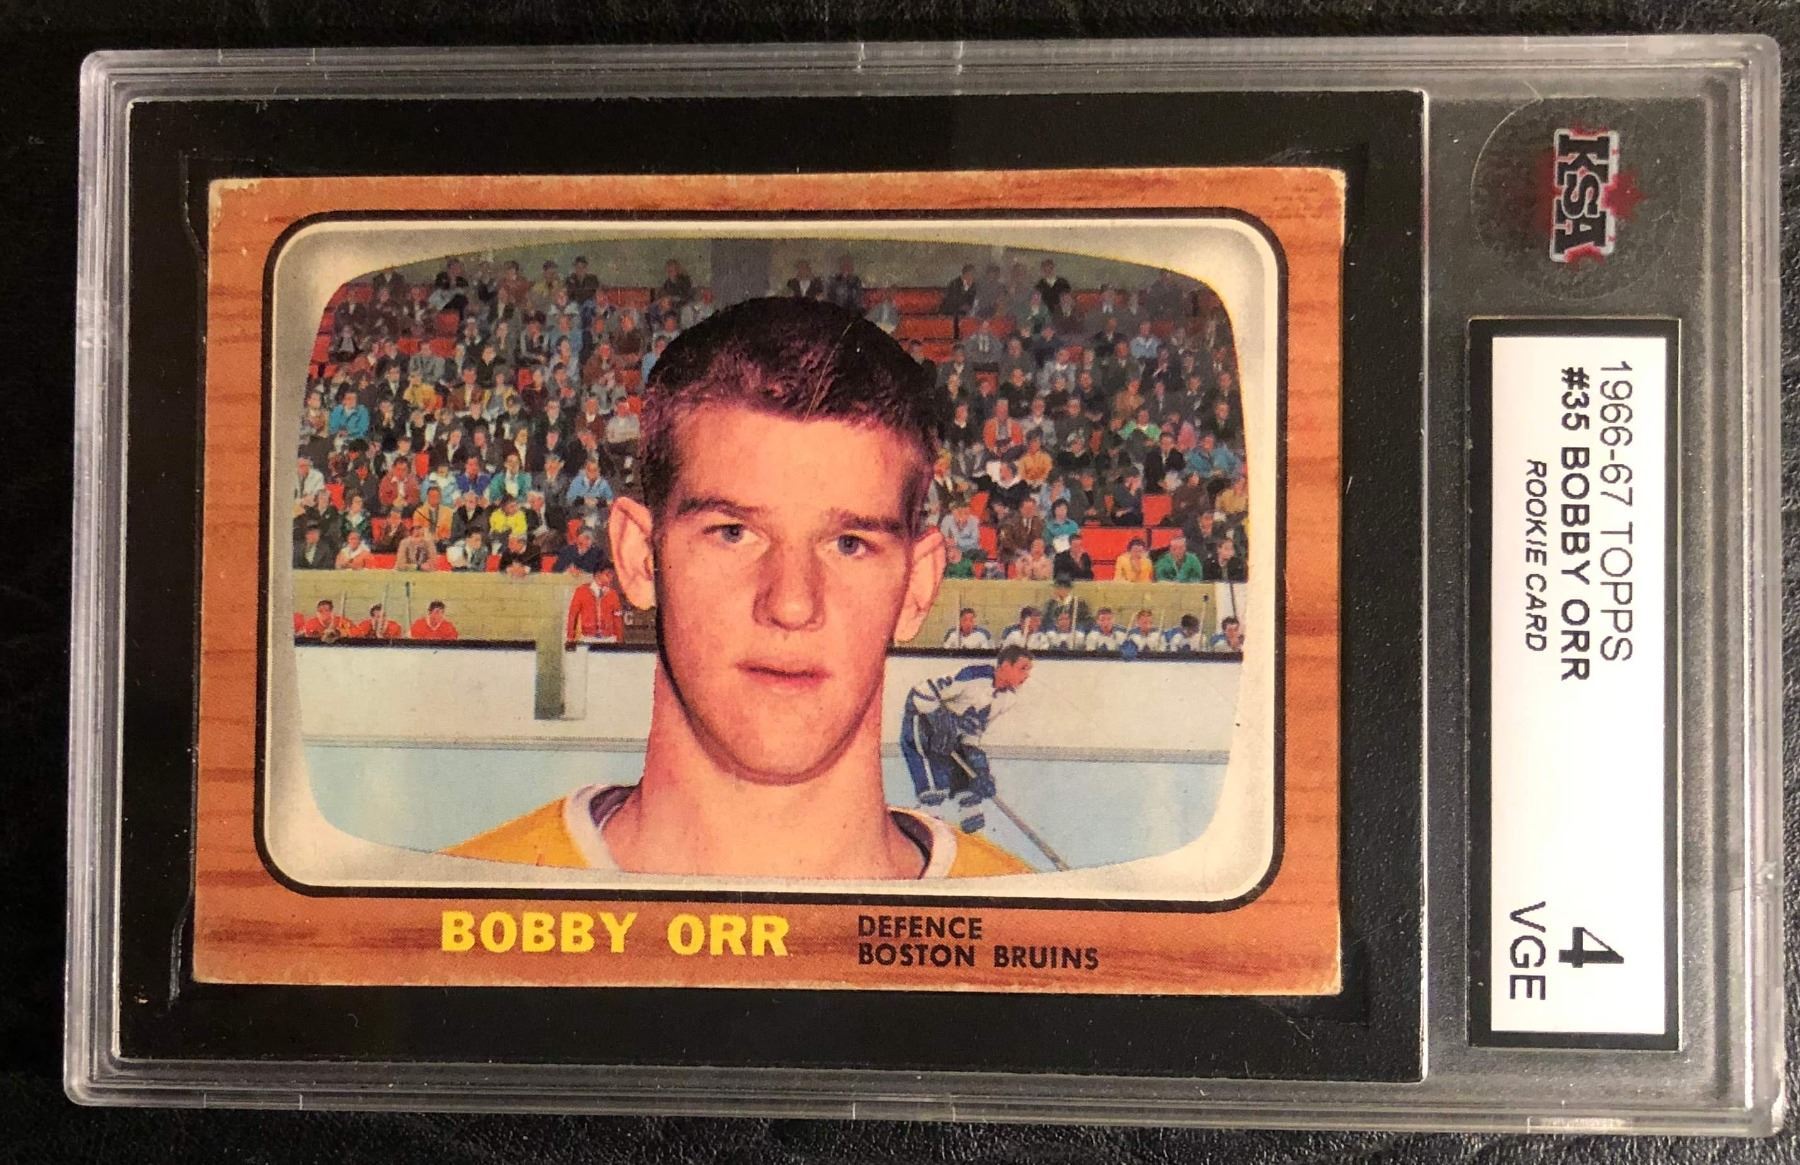 BOBBY ORR
DEFENCE
BOSTON BRUINS
KSA
1966-67 TOPPS
#35 BOBBY ORR
ROOKIE CARD
4
VGE